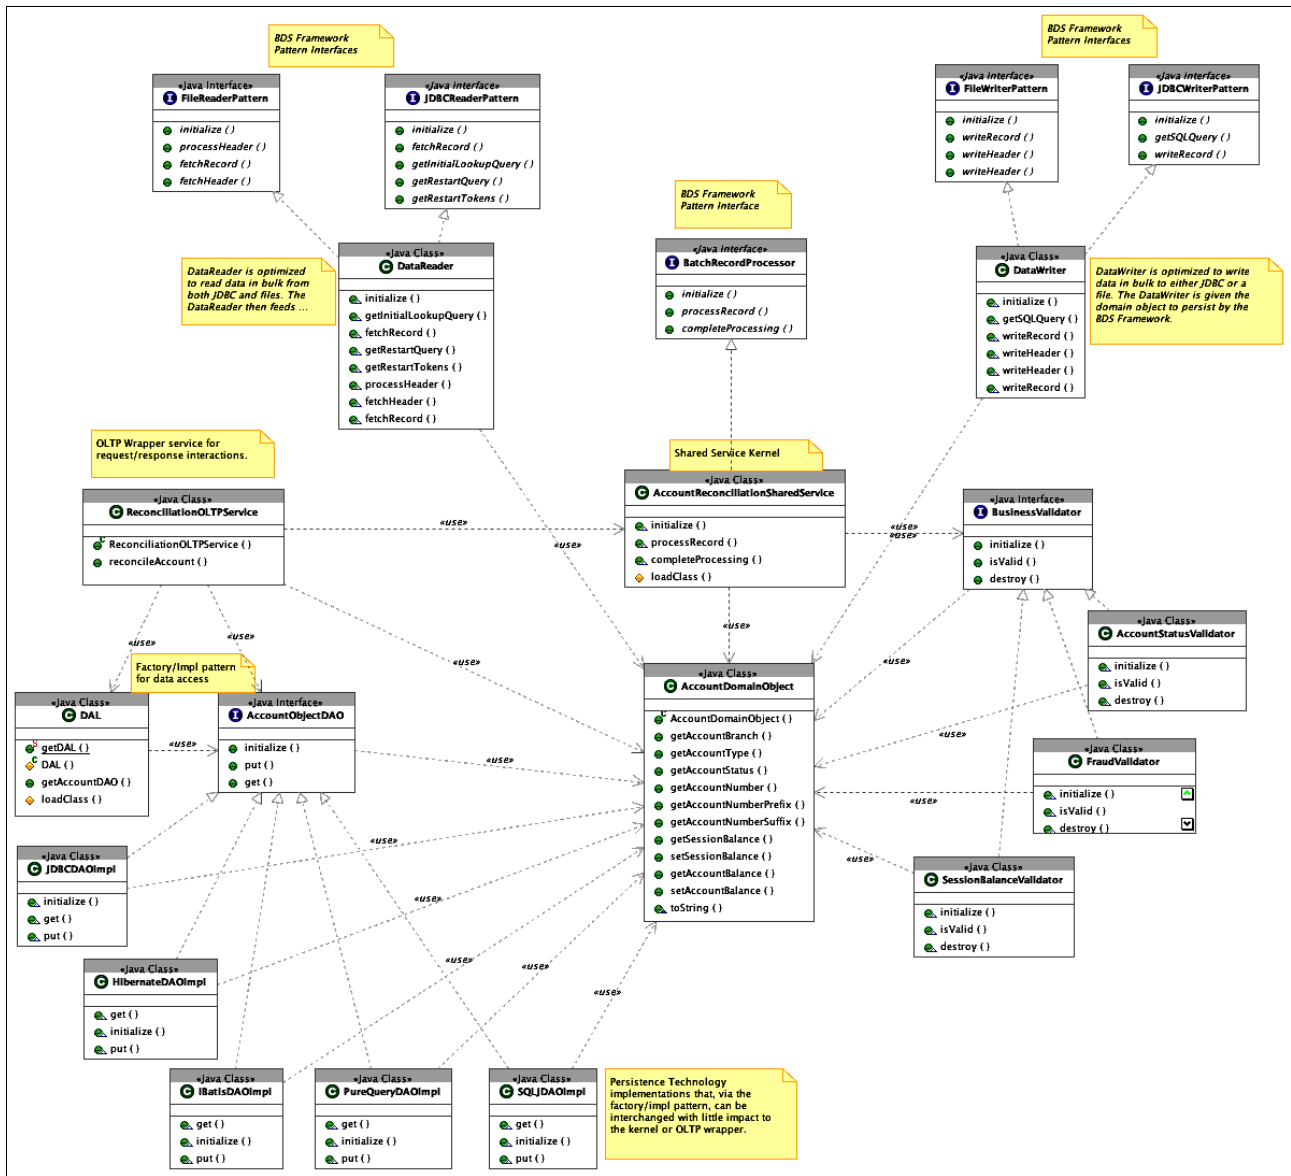 BDS Framework
Pattern Interfaces
BDS Framework
Pattern Interfaces
«Java Interface»
FileReaderPattern
initialize ( )
processHeader ( )
fetchRecord ( )
fetchHeader ( )
«Java Interface»
JDBCReaderPattern
initialize ( )
fetchRecord ( )
getInitialLookupQuery ( )
getRestartQuery ( )
getRestartTokens ( )
«Java Interface»
FileWriterPattern
initialize ( )
writeRecord ( )
writeHeader ( )
writeHeader ( )
«Java Interface»
JDBCWriterPattern
initialize ( )
getSQLQuery ( )
writeRecord ( )
BDS Framework
Pattern Interface
«Java Interface»
BatchRecordProcessor
initialize ( )
processRecord ( )
completeProcessing ( )
DataReader is optimized
to read data in bulk from
both JDBC and files. The
DataReader then feeds ...
«Java Class»
DataReader
initialize ( )
getInitialLookupQuery ( )
fetchRecord ( )
getRestartQuery ( )
getRestartTokens ( )
processHeader ( )
fetchHeader ( )
fetchRecord ( )
«Java Class»
DataWriter
initialize ( )
getSQLQuery ( )
writeRecord ( )
writeHeader ( )
writeHeader ( )
writeRecord ( )
DataWriter is optimized to write
data in bulk to either JDBC or a
file. The DataWriter is given the
domain object to persist by the
BDS Framework.
OLTP Wrapper service for
request/response interactions.
Shared Service Kernel
«Java Class»
ReconciliationOLTPService
ReconciliationOLTPService ( )
reconcileAccount ( )
«use»
«use»
«Java Class»
AccountReconciliationSharedService
initialize ( )
processRecord ( )
completeProcessing ( )
loadClass ( )
«use»
«use»
«Java Interface»
BusinessValidator
initialize ( )
isValid ( )
destroy ( )
«use»
«use»
«use»
«use»
«use»
«Java Class»
AccountStatusValidator
initialize ( )
isValid ( )
destroy ( )
Factory/Impl pattern
for data access
«Java Class»
DAL
getDAL ( )
DAL ( )
getAccountDAO ( )
loadClass ( )
«use»
«Java Interface»
AccountObjectDAO
initialize ( )
put ( )
get ( )
«use»
«Java Class»
AccountDomainObject
AccountDomainObject ( )
getAccountBranch ( )
getAccountType ( )
getAccountStatus ( )
getAccountNumber ( )
getAccountNumberPrefix ( )
getAccountNumberSuffix ( )
getSessionBalance ( )
setSessionBalance ( )
getAccountBalance ( )
setAccountBalance ( )
toString ( )
«use»
«use»
«use»
«Java Class»
FraudValidator
initialize ( )
isValid ( )
destroy ( )
«Java Class»
JDBCDAOImpl
initialize ( )
get ( )
put ( )
«use»
«use»
«Java Class»
SessionBalanceValidator
initialize ( )
isValid ( )
destroy ( )
«Java Class»
HibernateDAOImpl
get ( )
initialize ( )
put ( )
«use»
«use»
«use»
«Java Class»
iBatisDAOImpl
get ( )
initialize ( )
put ( )
«Java Class»
PureQueryDAOImpl
get ( )
initialize ( )
put ( )
«Java Class»
SQLJDAOImpl
get ( )
initialize ( )
put ( )
Persistence Technology
implementations that, via the
factory/impl pattern, can be
interchanged with little impact to
the kernel or OLTP wrapper.